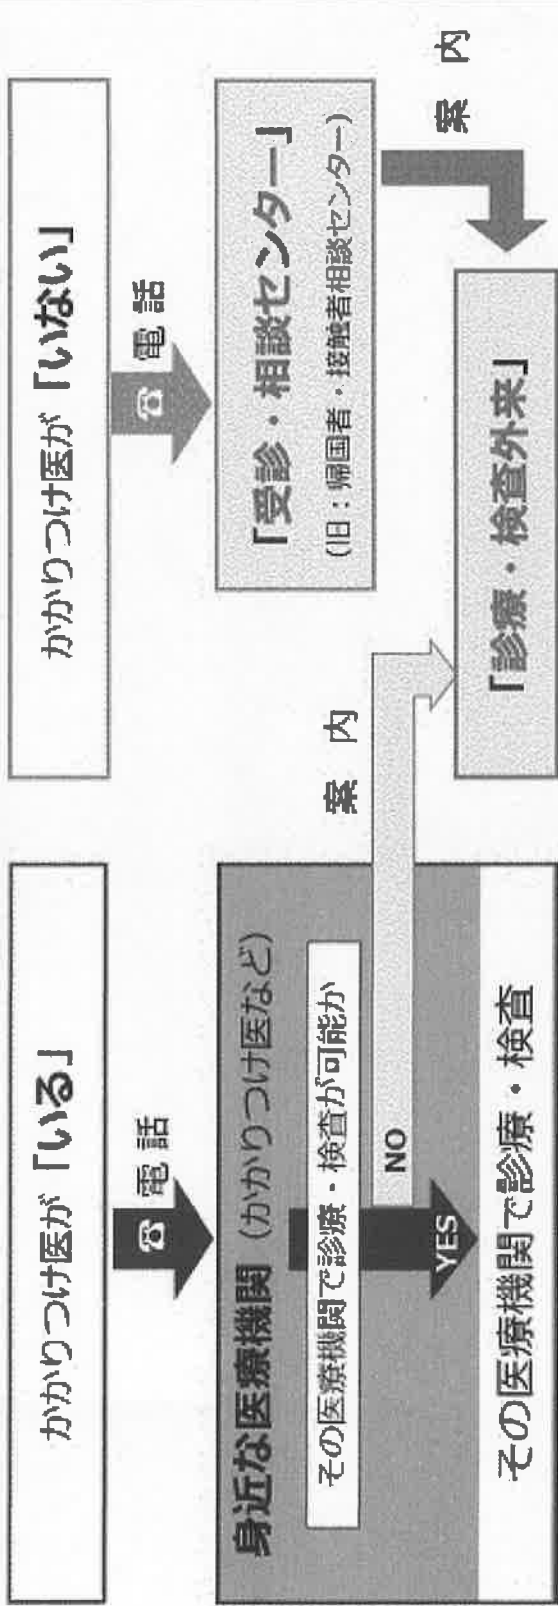 かかりつけ医が「いる」
☎ 電話
身近な医療機関（かかりつけ医など）
その医療機関で診療・検査が可能か
NO
YES
その医療機関で診療・検査
案内
かかりつけ医が「いない」
☎ 電話
「受診・相談センター」
（旧：帰国者・接触者相談センター）
案内
「診療・検査外来」